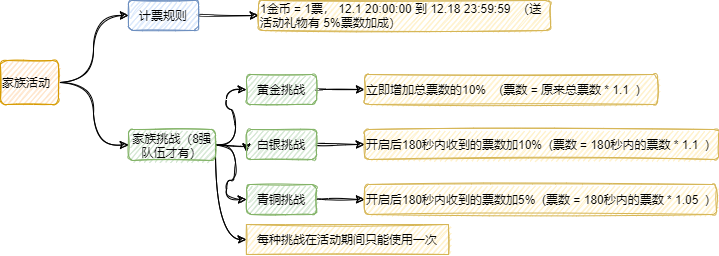 1金币 = 1票， 12.1 20:00:00 到 12.18 23:59:59 （送
活动礼物有 5%票数加成）
计票规则
家族活动
黄金挑战
立即增加总票数的10% （票数 = 原来总票数 * 1.1 ）
家族挑战（8强
队伍才有）
白银挑战
开启后180秒内收到的票数加10%（票数 = 180秒内的票数 * 1.1 ）
青铜挑战
开启后180秒内收到的票数加5%（票数 = 180秒内的票数 * 1.05 ）
每种挑战在活动期间只能使用一次